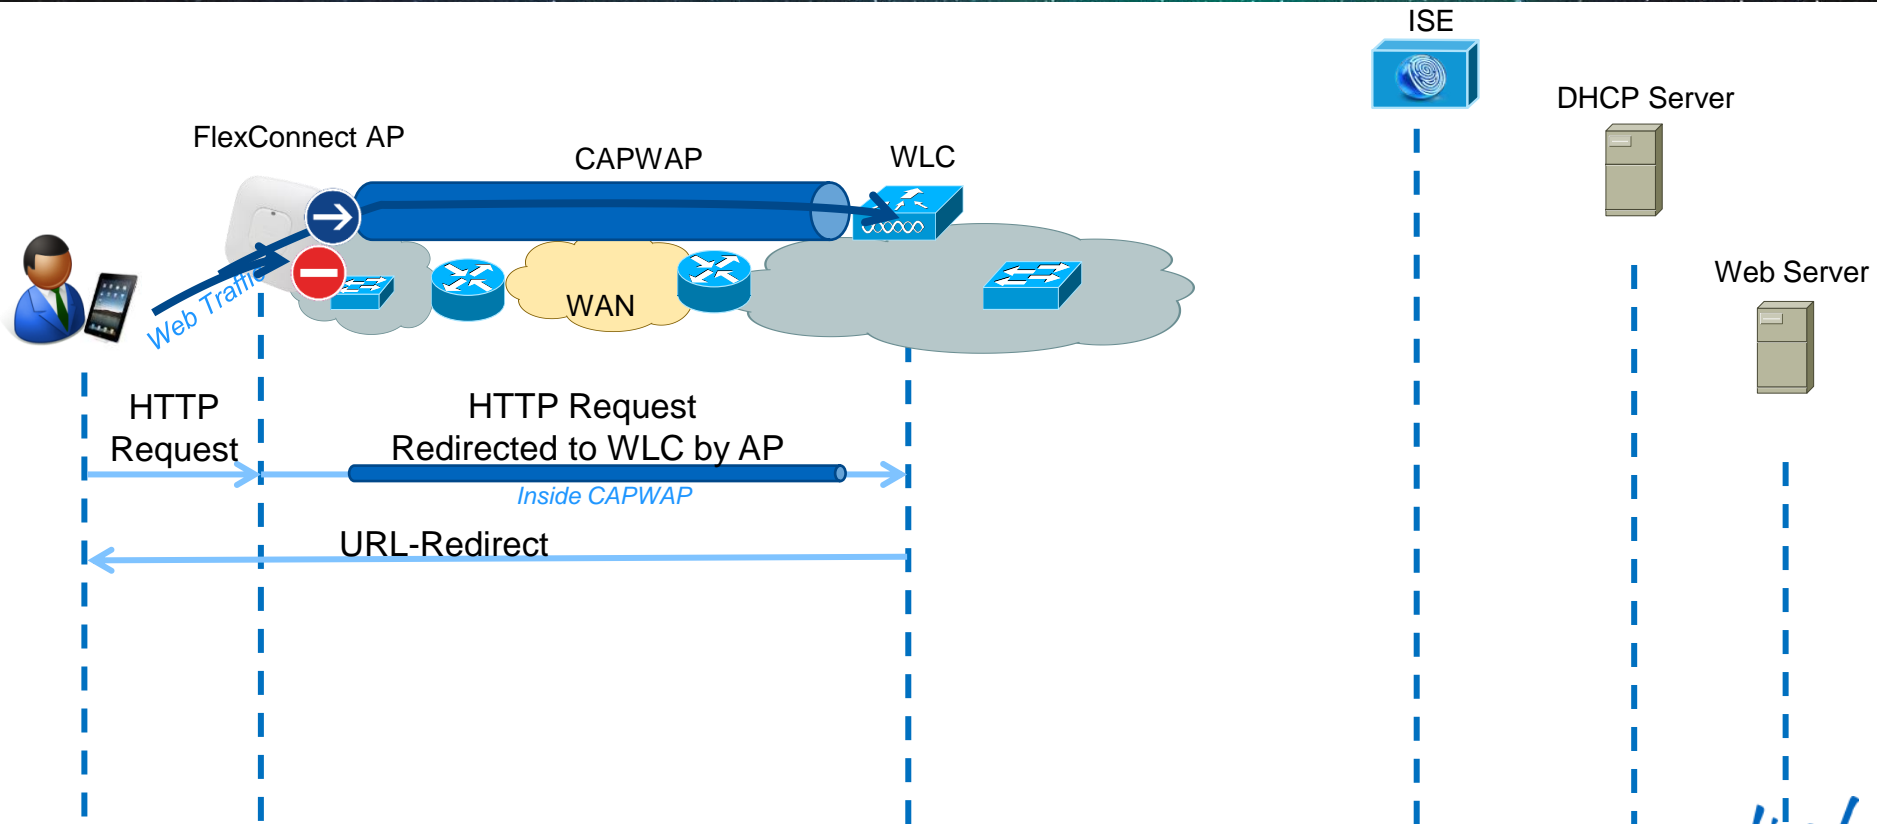 ISE
DHCP Server
FlexConnect AP
CAPWAP
WLC
Web Server
WAN
Web Traffic
HTTP
Request
HTTP Request
Redirected to WLC by AP
Inside CAPWAP
URL-Redirect